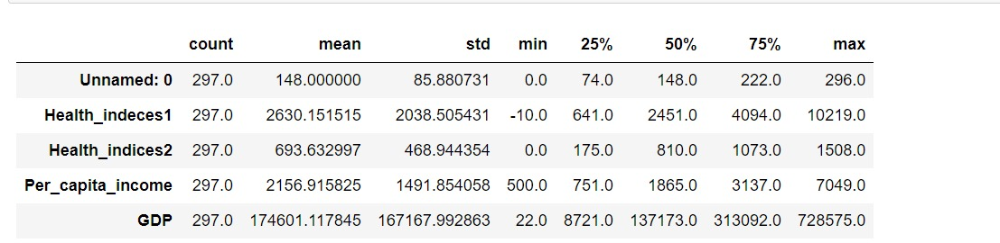 count mean std min 25% 50% 75% max
Unnamed: 0 297.0 148.000000 85.880731 0.0 74.0 148.0 222.0 296.0
Health_indeces1 297.0 2630.151515 2038.505431 -10.0 641.0 2451.0 4094.0 10219.0
Health_indices2 297.0 693.632997 468.944354 0.0 175.0 810.0 1073.0 1508.0
Per_capita_income 297.0 2156.915825 1491.854058 500.0 751.0 1865.0 3137.0 7049.0
GDP 297.0 174601.117845 167167.992863 22.0 8721.0 137173.0 313092.0 728575.0